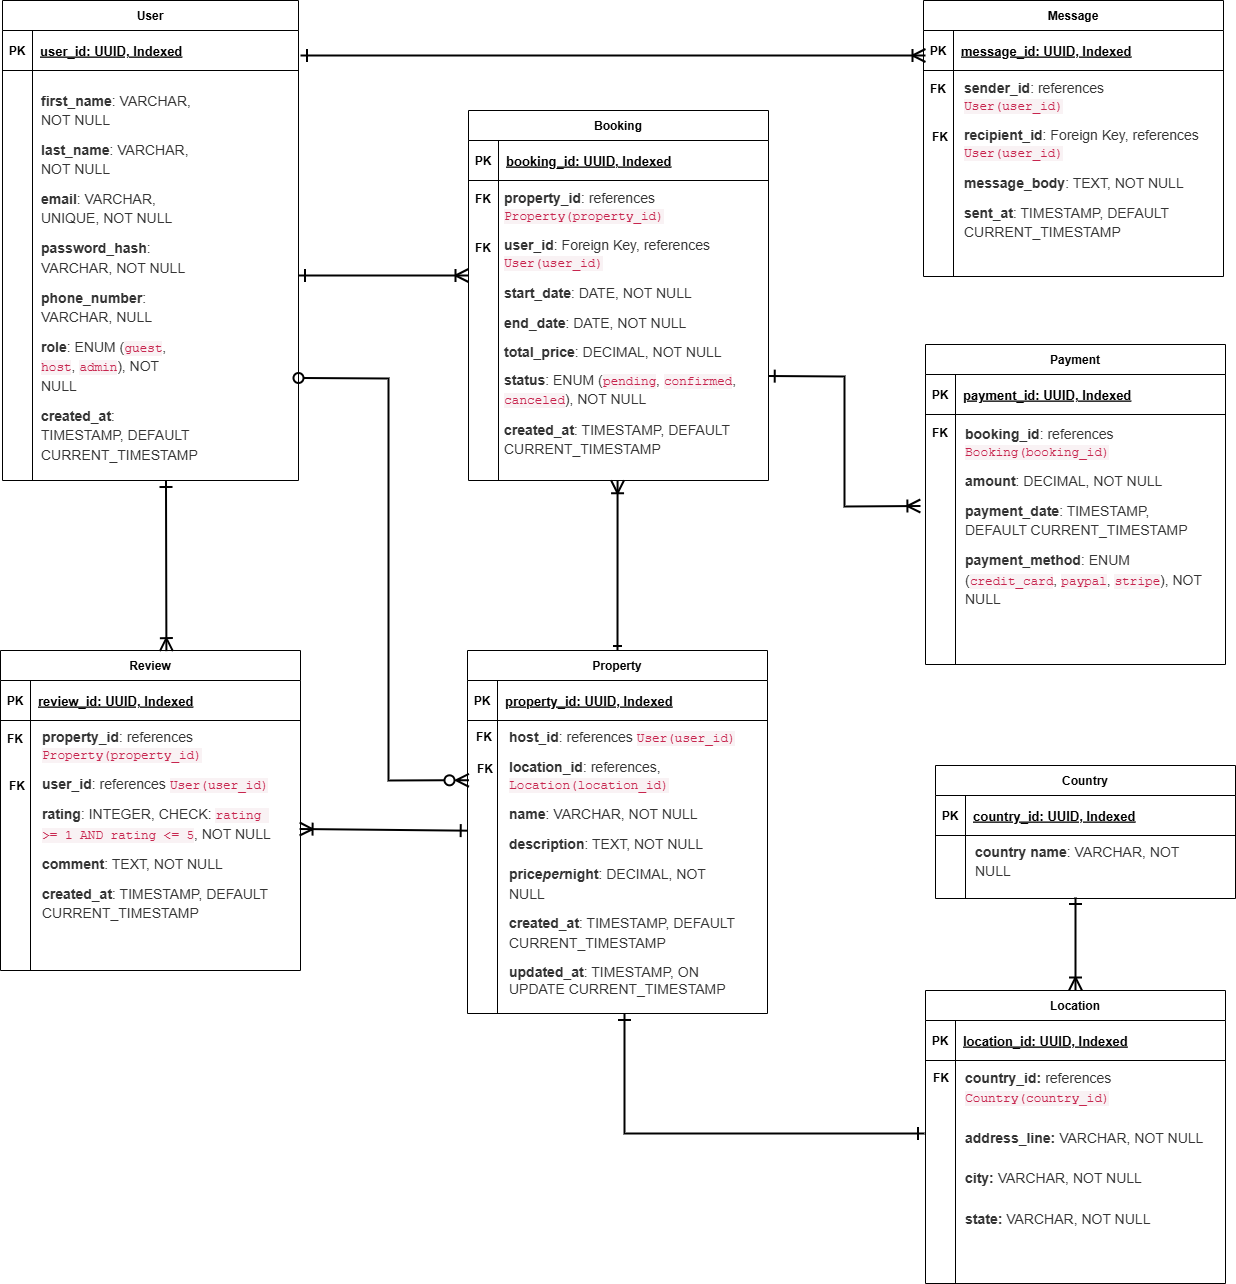 User
PK
user_id: UUID, Indexed
first_name: VARCHAR,
NOT NULL
last_name: VARCHAR,
NOT NULL
email: VARCHAR,
UNIQUE, NOT NULL
password_hash:
VARCHAR, NOT NULL
phone_number:
VARCHAR, NULL
role: ENUM (guest,
host, admin), NOT
NULL
created_at:
TIMESTAMP, DEFAULT
CURRENT_TIMESTAMP
Booking
PK
booking_id: UUID, Indexed
FK
property_id: references
Property(property_id)
FK
user_id: Foreign Key, references
User(user_id)
start_date: DATE, NOT NULL
end_date: DATE, NOT NULL
total_price: DECIMAL, NOT NULL
status: ENUM (pending, confirmed,
canceled), NOT NULL
created_at: TIMESTAMP, DEFAULT
CURRENT_TIMESTAMP
Message
PK
message_id: UUID, Indexed
FK
sender_id: references
User(user_id)
FK
recipient_id: Foreign Key, references
User(user_id)
message_body: TEXT, NOT NULL
sent_at: TIMESTAMP, DEFAULT
CURRENT_TIMESTAMP
Payment
PK
payment_id: UUID, Indexed
FK
booking_id: references
Booking(booking_id)
amount: DECIMAL, NOT NULL
payment_date: TIMESTAMP,
DEFAULT CURRENT_TIMESTAMP
payment_method: ENUM
(credit_card, paypal, stripe), NOT
NULL
Review
PK
review_id: UUID, Indexed
FK
property_id: references
Property(property_id)
FK
user_id: references User(user_id)
rating: INTEGER, CHECK: rating
>= 1 AND rating <= 5, NOT NULL
comment: TEXT, NOT NULL
created_at: TIMESTAMP, DEFAULT
CURRENT_TIMESTAMP
Property
PK
property_id: UUID, Indexed
FK
host_id: references User(user_id)
FK
location_id: references,
Location(location_id)
name: VARCHAR, NOT NULL
description: TEXT, NOT NULL
pricepernight: DECIMAL, NOT
NULL
created_at: TIMESTAMP, DEFAULT
CURRENT_TIMESTAMP
updated_at: TIMESTAMP, ON
UPDATE CURRENT_TIMESTAMP
Country
PK
country_id: UUID, Indexed
country name: VARCHAR, NOT
NULL
Location
PK
location_id: UUID, Indexed
FK
country_id: references
Country(country_id)
address_line: VARCHAR, NOT NULL
city: VARCHAR, NOT NULL
state: VARCHAR, NOT NULL